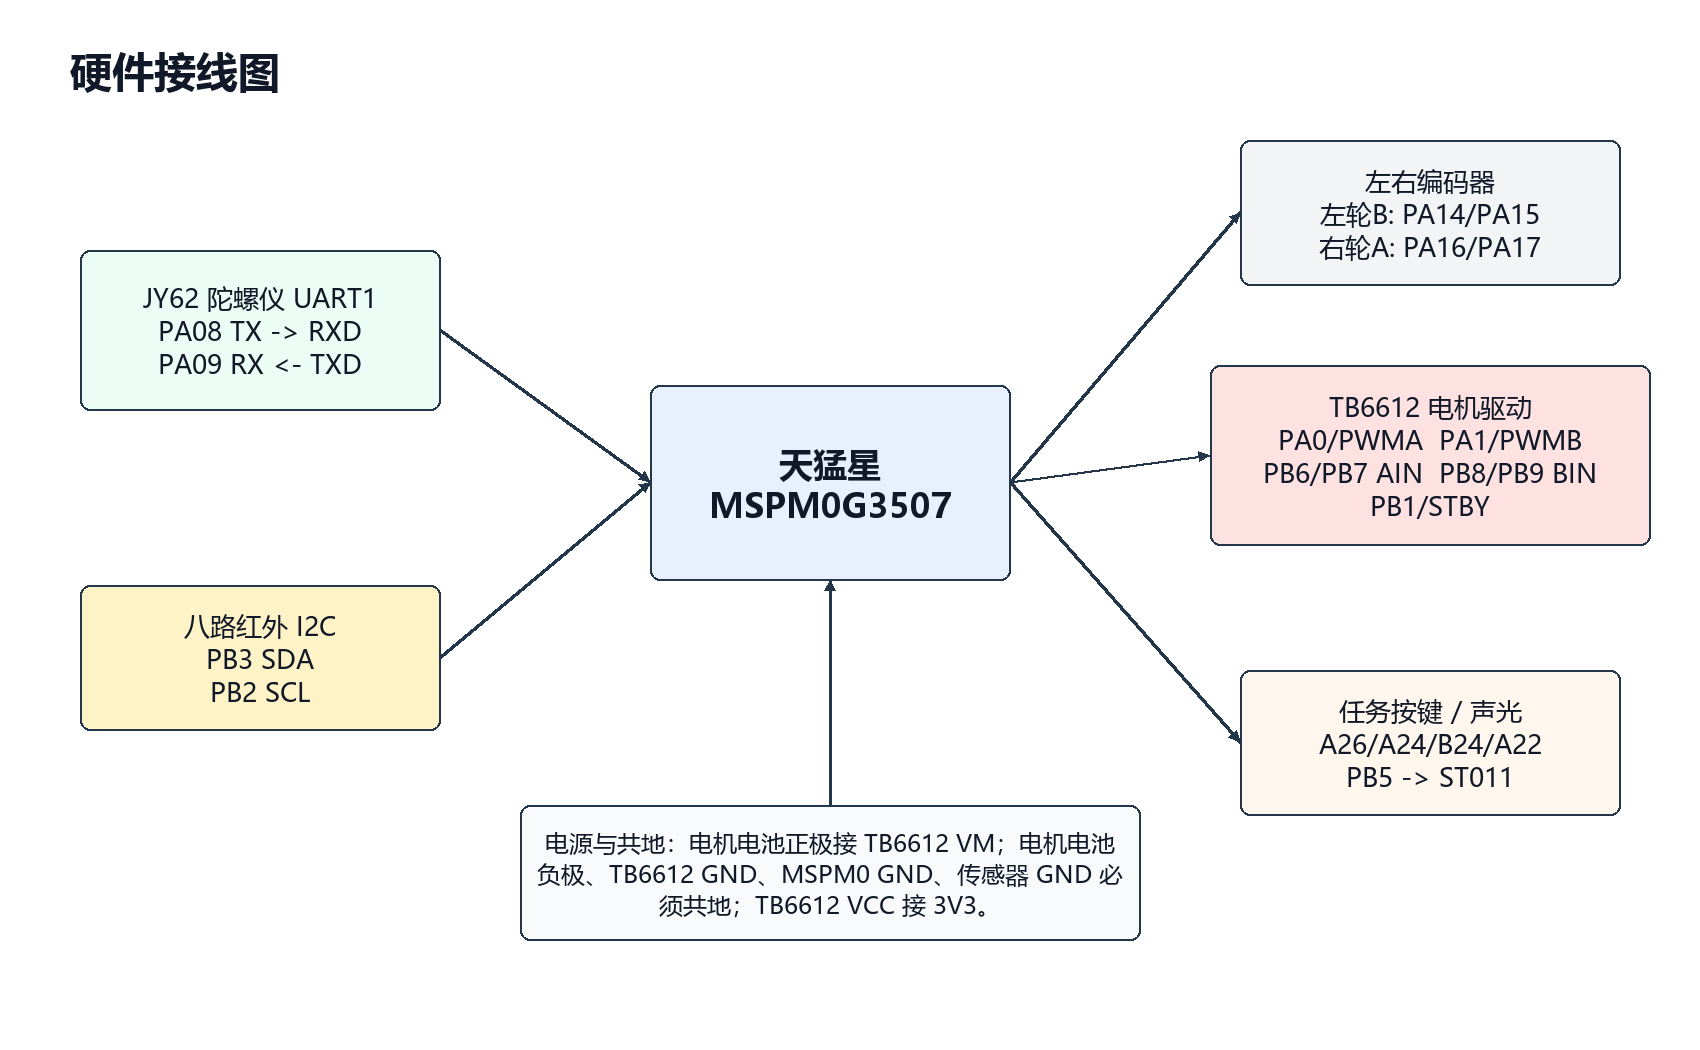 硬件接线图
JY62 陀螺仪 UART1
PA08 TX -> RXD
PA09 RX <- TXD
八路红外 I2C
PB3 SDA
PB2 SCL
天猛星
MSPM0G3507
左右编码器
左轮B: PA14/PA15
右轮A: PA16/PA17
TB6612 电机驱动
PA0/PWMA  PA1/PWMB
PB6/PB7 AIN  PB8/PB9 BIN
PB1/STBY
任务按键 / 声光
A26/A24/B24/A22
PB5 -> ST011
电源与共地：电机电池正极接 TB6612 VM；电机电池
负极、TB6612 GND、MSPM0 GND、传感器 GND 必
须共地；TB6612 VCC 接 3V3。